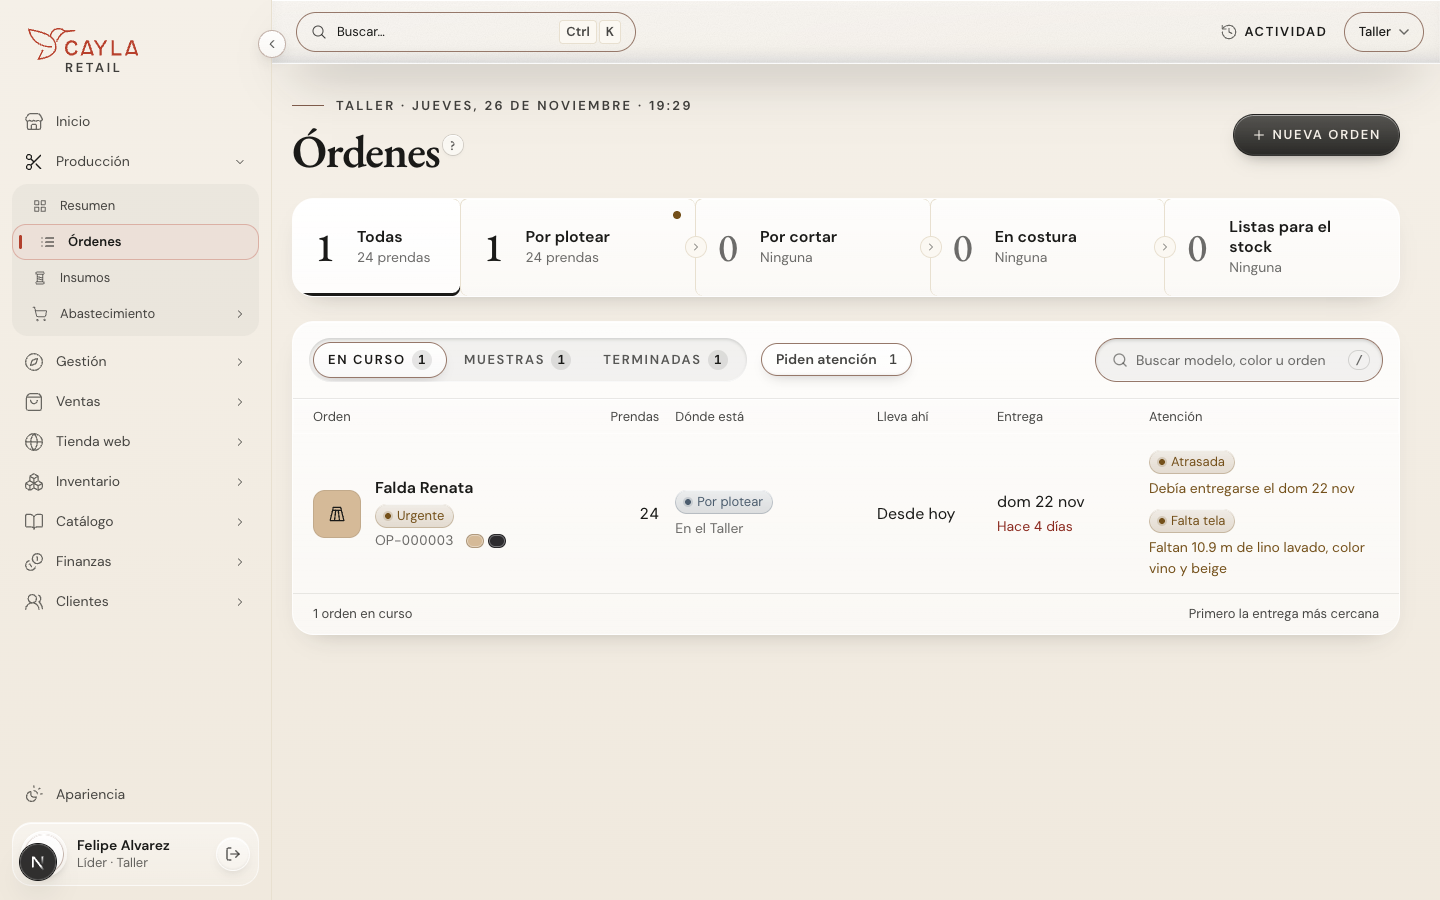 CAYLA
RETAIL
Buscar...
Ctrl K
ACTIVIDAD
Taller
Inicio
Producción
Resumen
Órdenes
Insumos
Abastecimiento
Gestión
Ventas
Tienda web
Inventario
Catálogo
Finanzas
Clientes
Apariencia
N
Felipe Alvarez
Líder · Taller
TALLER · JUEVES, 26 DE NOVIEMBRE · 19:29
Órdenes ?
+ NUEVA ORDEN
1 Todas
24 prendas
1 Por plotear
24 prendas
0 Por cortar
Ninguna
0 En costura
Ninguna
0 Listas para el
stock
Ninguna
EN CURSO 1 MUESTRAS 1 TERMINADAS 1 Piden atención 1
Buscar modelo, color u orden /
Orden Prendas Dónde está Lleva ahí Entrega Atención
Falda Renata
Urgente
OP-000003
24
Por plotear
En el Taller
Desde hoy
dom 22 nov
Hace 4 días
Atrasada
Debía entregarse el dom 22 nov
Falta tela
Faltan 10.9 m de lino lavado, color
vino y beige
1 orden en curso
Primero la entrega más cercana